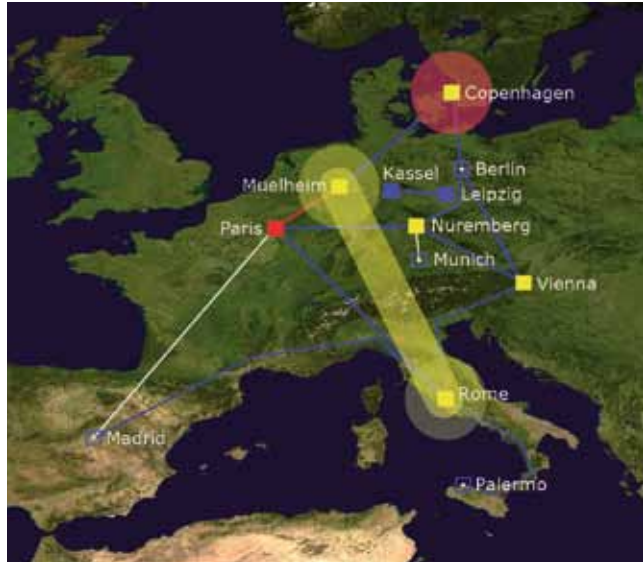 Copenhagen
Kassel
Berlin
Muelheim
Leipzig
Paris
Nuremberg
Munich
Vienna
Rome
Madrid
Palermo